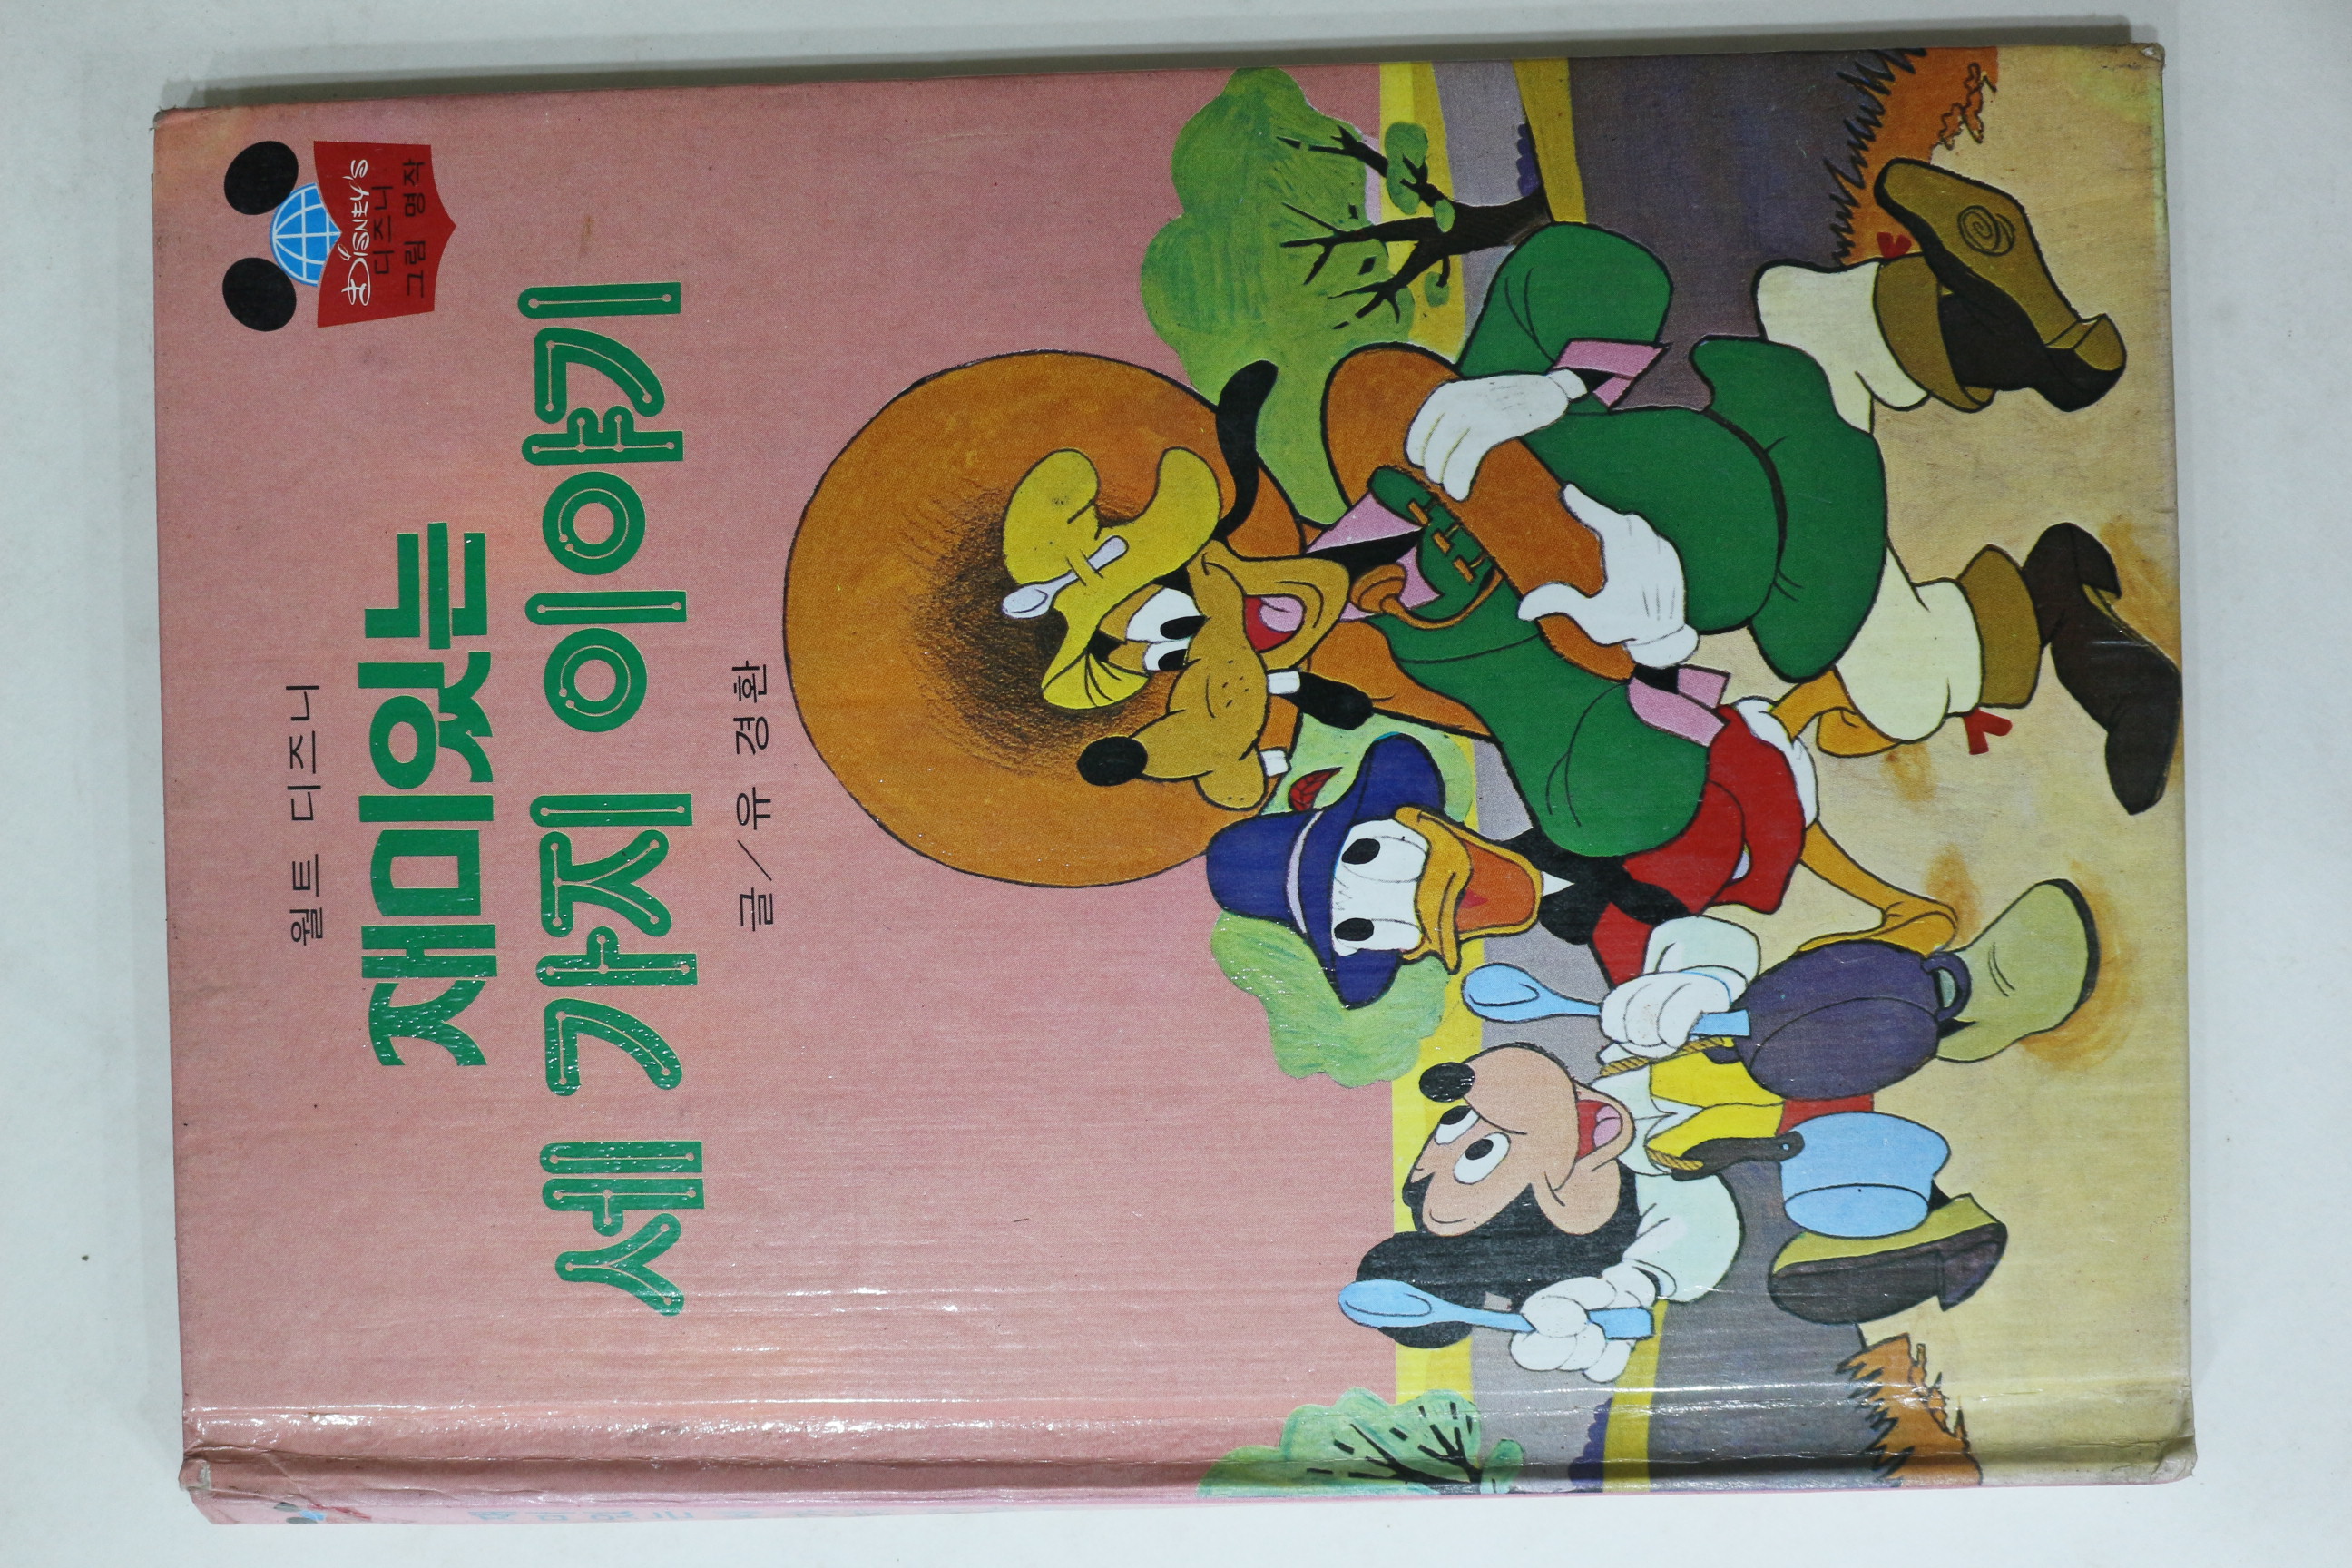 DISNEY'S
디즈니
그림 명작
월트 디즈니
재미있는
세 가지 이야기
글/유 경환